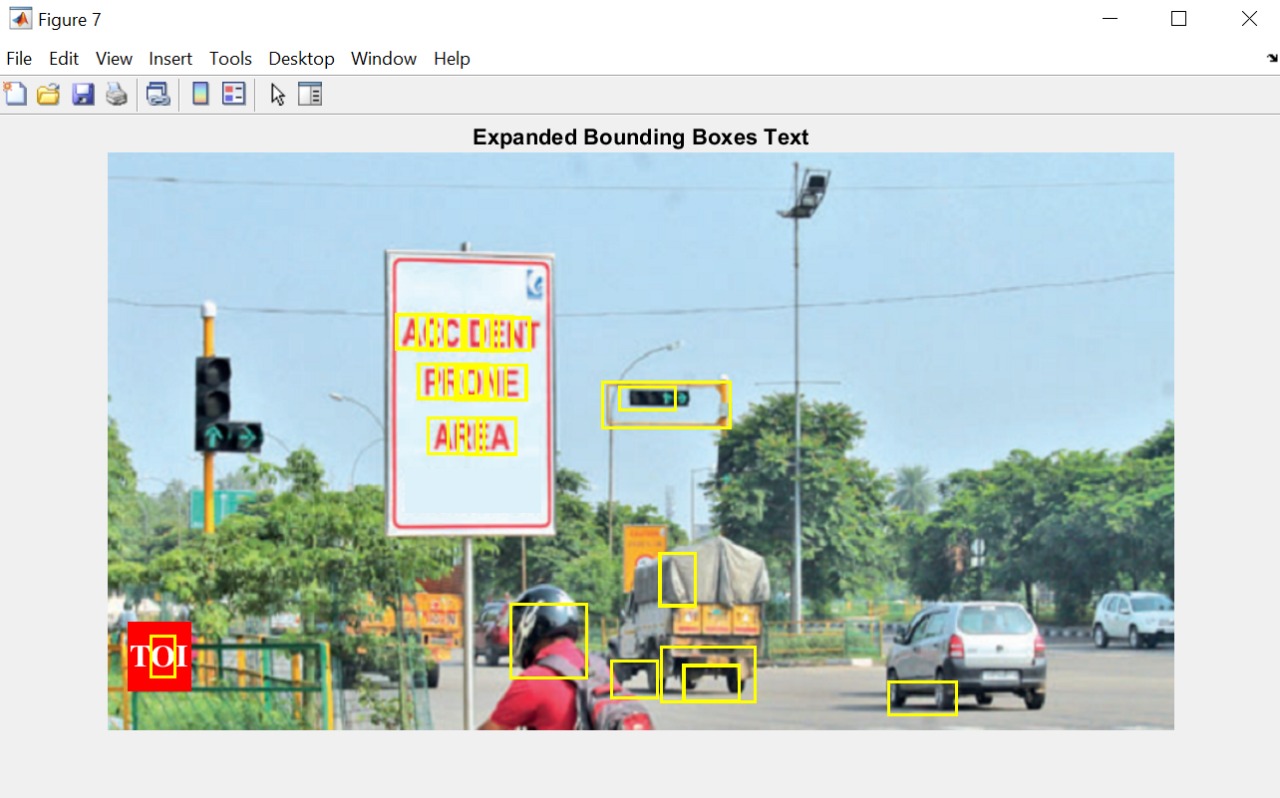 Figure 7
File Edit View Insert Tools Desktop Window Help
Expanded Bounding Boxes Text
ACCIDENT
PRONE
AREA
TOI